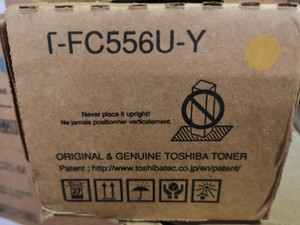 T-FC556U-Y
Never place it upright!
Ne jamais positionner verticalement.
ORIGINAL & GENUINE TOSHIBA TONER
Patent ; http://www.toshibatec.co.jp/en/patent/
27